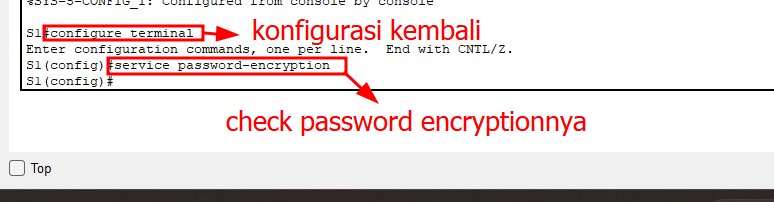 %SYS-5-CONFIG_I: Configured from console by console
S1#configure terminal
konfigurasi kembali
Enter configuration commands, one per line.  End with CNTL/Z.
S1(config)#service password-encryption
S1(config)#
check password encryptionnya
Top